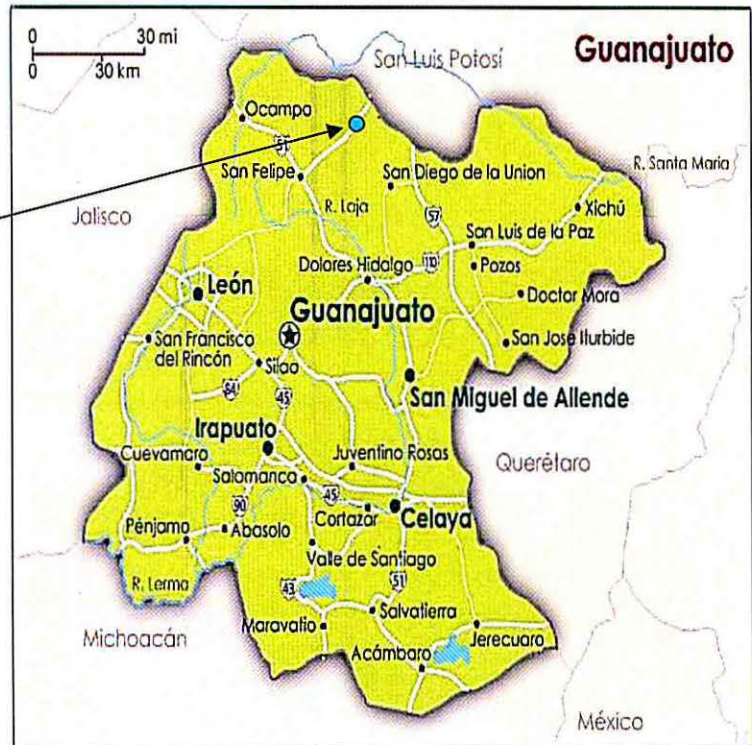 0 30 mi
0 30 km
Guanajuato
San Luis Potosí
Ocampo
51
San Felipe
San Diego de la Union
R. Santa Maria
Jalisco
R. Laja
57
Xichú
San Luis de la Paz
110
Pozos
Dolores Hidalgo
León
Doctor Mora
Guanajuato
San Francisco
del Rincón
San Jose Iturbide
Silao
84
45
San Miguel de Allende
Irapuato
Cuevamaro
Juventino Rosas
Querétaro
Salamanca
45
90
Cortazar
Celaya
Pénjamo
Abasolo
Valle de Santiago
R. Lerma
43
51
Salvatierra
Maravatio
Jerecuaro
Michoacán
Acámbaro
México